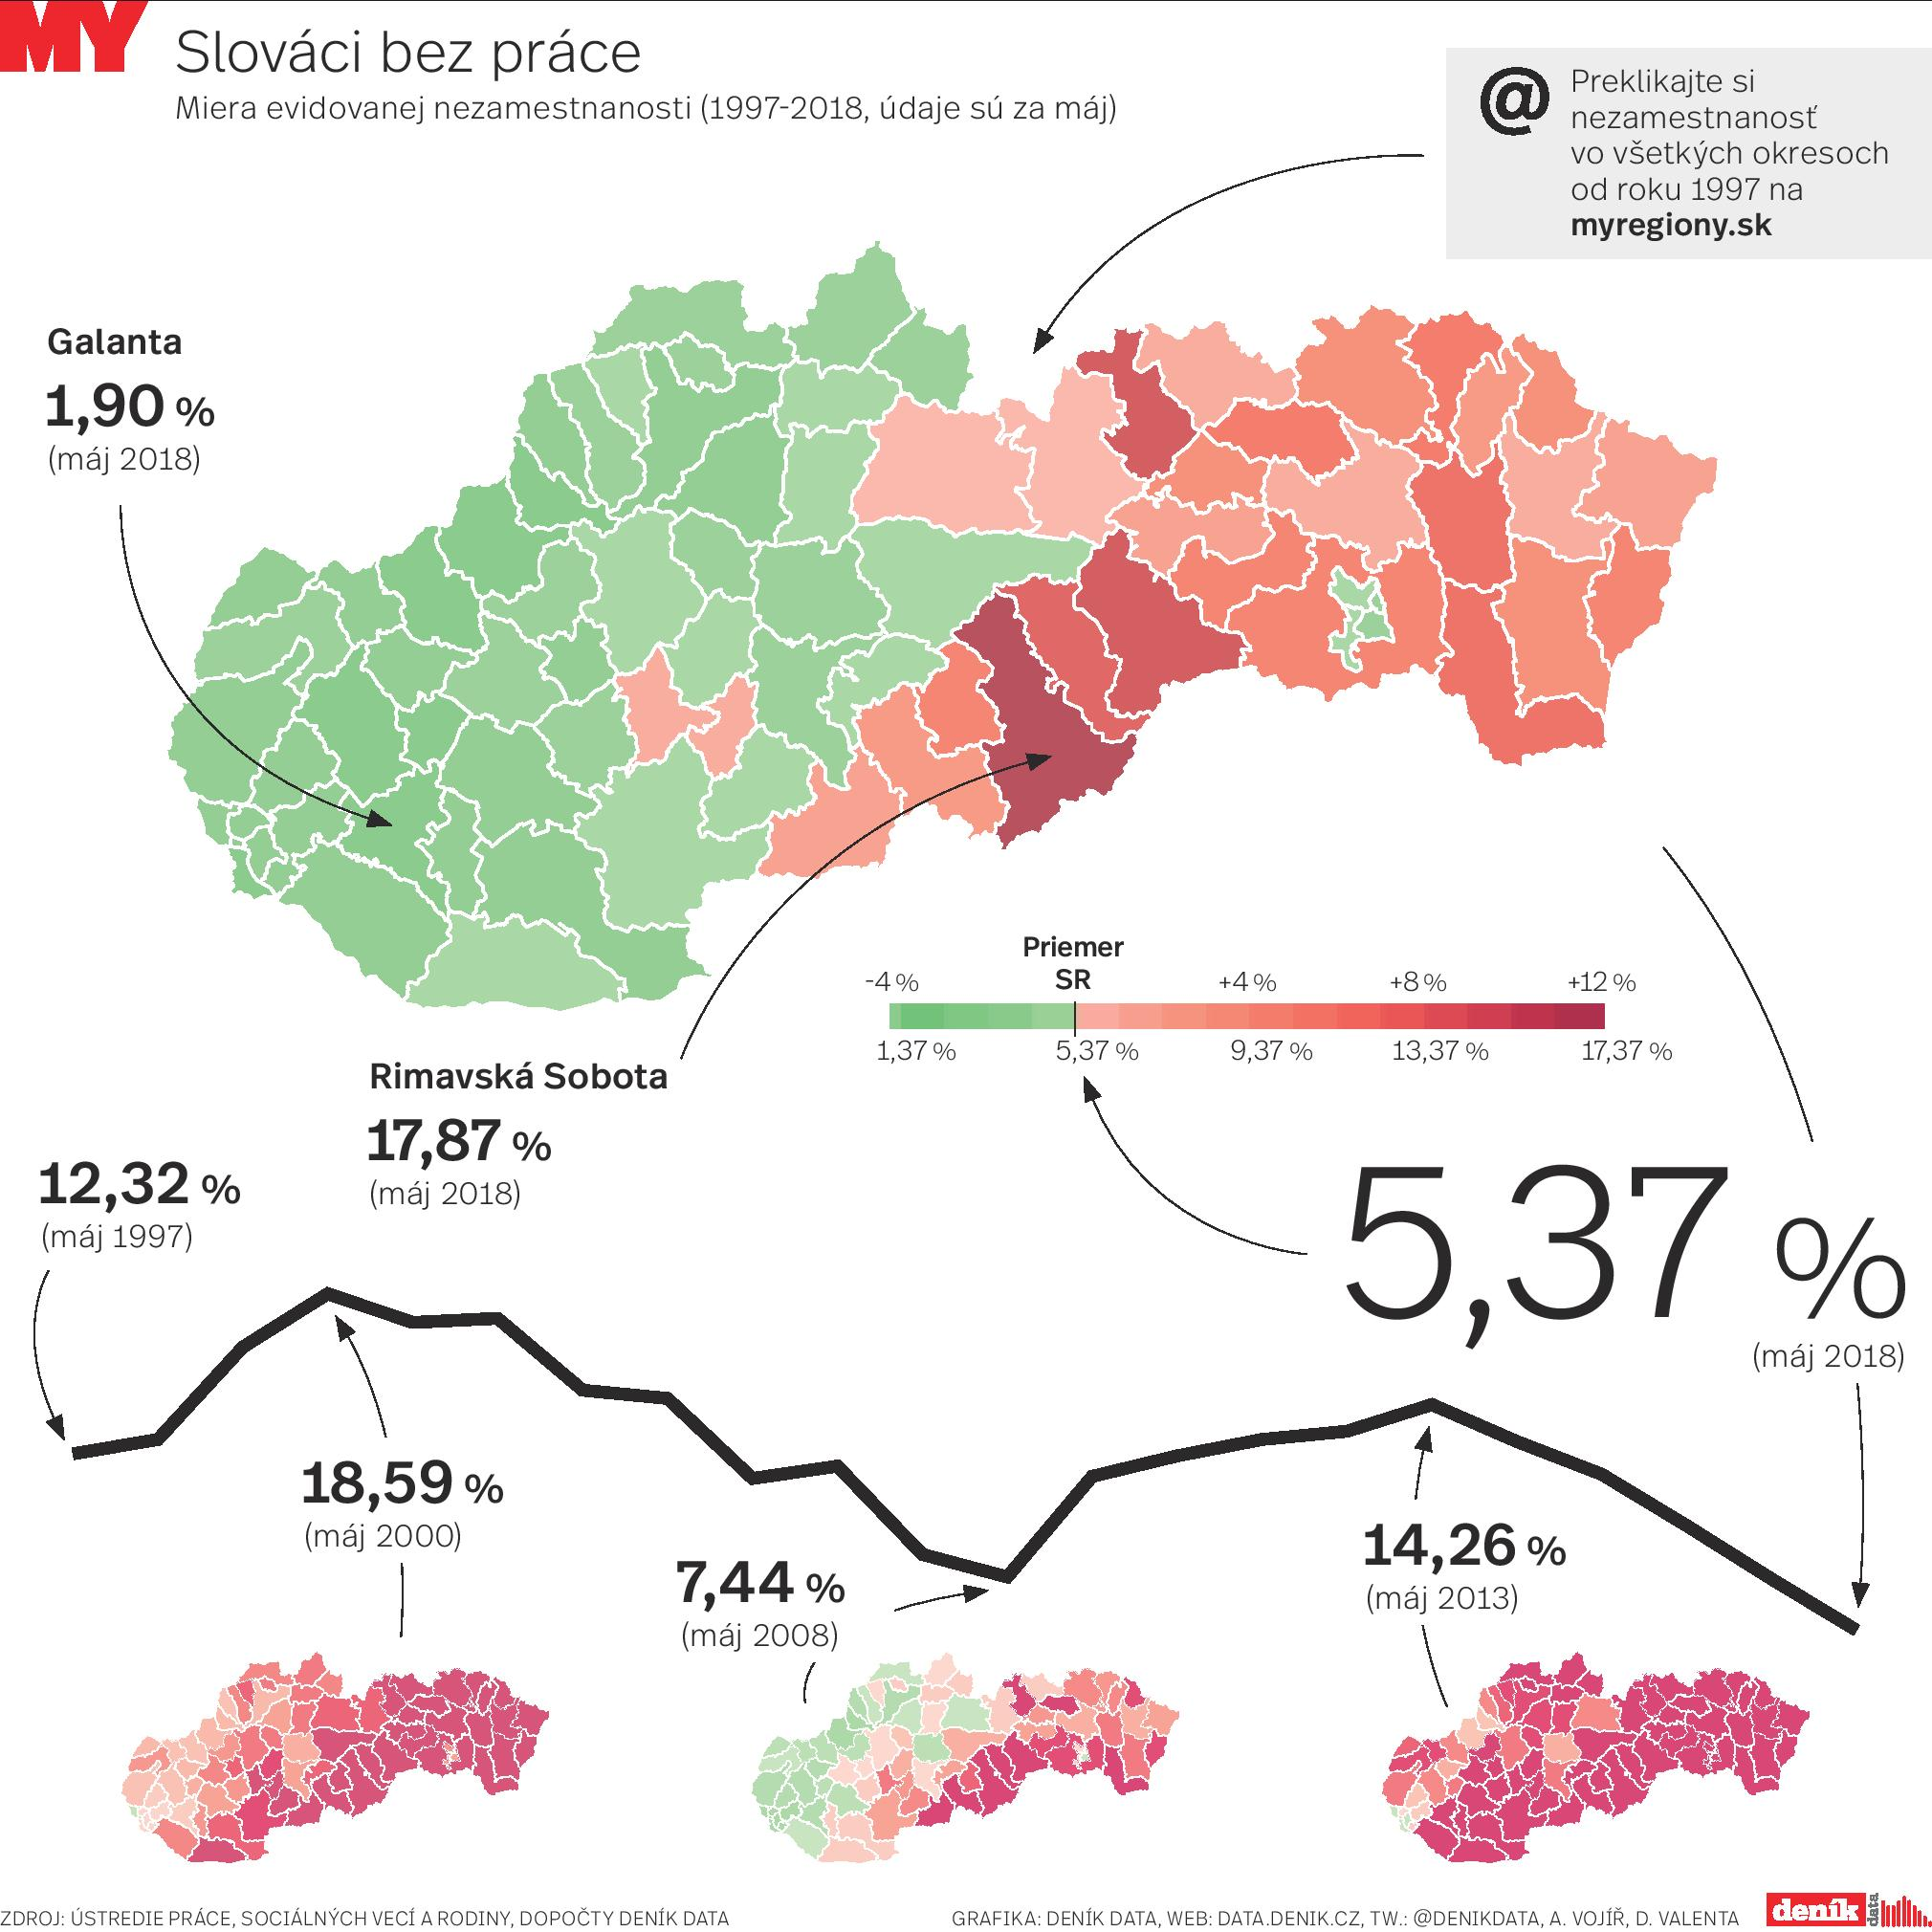 MY
Slováci bez práce
Miera evidovanej nezamestnanosti (1997-2018, údaje sú za máj)
@
Preklikajte si
nezamestnanosť
vo všetkých okresoch
od roku 1997 na
myregiony.sk
Galanta
1,90 %
(máj 2018)
Priemer
SR
-4 % +4 % +8 % +12 %
1,37 % 5,37 % 9,37 % 13,37 % 17,37 %
Rimavská Sobota
17,87 %
(máj 2018)
12,32 %
(máj 1997)
5,37 %
(máj 2018)
18,59 %
(máj 2000)
7,44 %
(máj 2008)
14,26 %
(máj 2013)
ZDROJ: ÚSTREDIE PRÁCE, SOCIÁLNÝCH VECÍ A RODINY, DOPOČTY DENÍK DATA
GRAFIKA: DENÍK DATA, WEB: DATA.DENIK.CZ, TW.: @DENIKDATA, A. VOJÍŘ, D. VALENTA
deník data